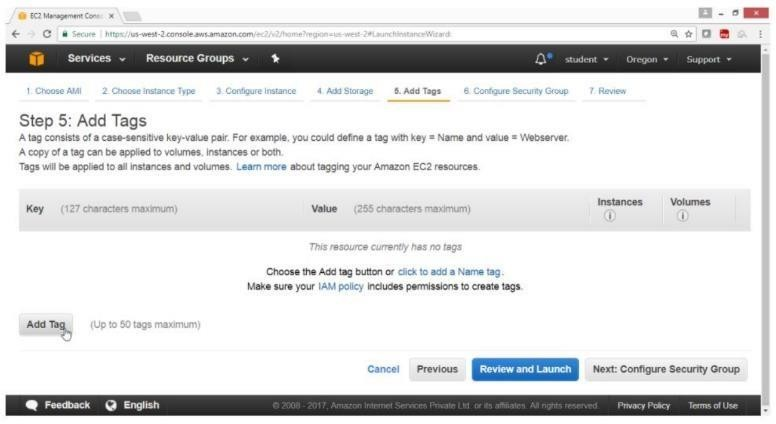 EC2 Management Cons
Secure | https://us-west-2.console.aws.amazon.com/ec2/v2/home?region=us-west-2#LaunchInstanceWizard:
Services Resource Groups student Oregon Support
1. Choose AMI 2. Choose Instance Type 3. Configure Instance 4. Add Storage 5. Add Tags 6. Configure Security Group 7. Review
Step 5: Add Tags
A tag consists of a case-sensitive key-value pair. For example, you could define a tag with key = Name and value = Webserver.
A copy of a tag can be applied to volumes, instances or both.
Tags will be applied to all instances and volumes. Learn more about tagging your Amazon EC2 resources.
Key (127 characters maximum) Value (255 characters maximum) Instances Volumes
This resource currently has no tags
Choose the Add tag button or click to add a Name tag.
Make sure your IAM policy includes permissions to create tags.
Add Tag (Up to 50 tags maximum)
Cancel Previous Review and Launch Next: Configure Security Group
Feedback English © 2008 - 2017, Amazon Internet Services Private Ltd. or its affiliates. All rights reserved. Privacy Policy Terms of Use